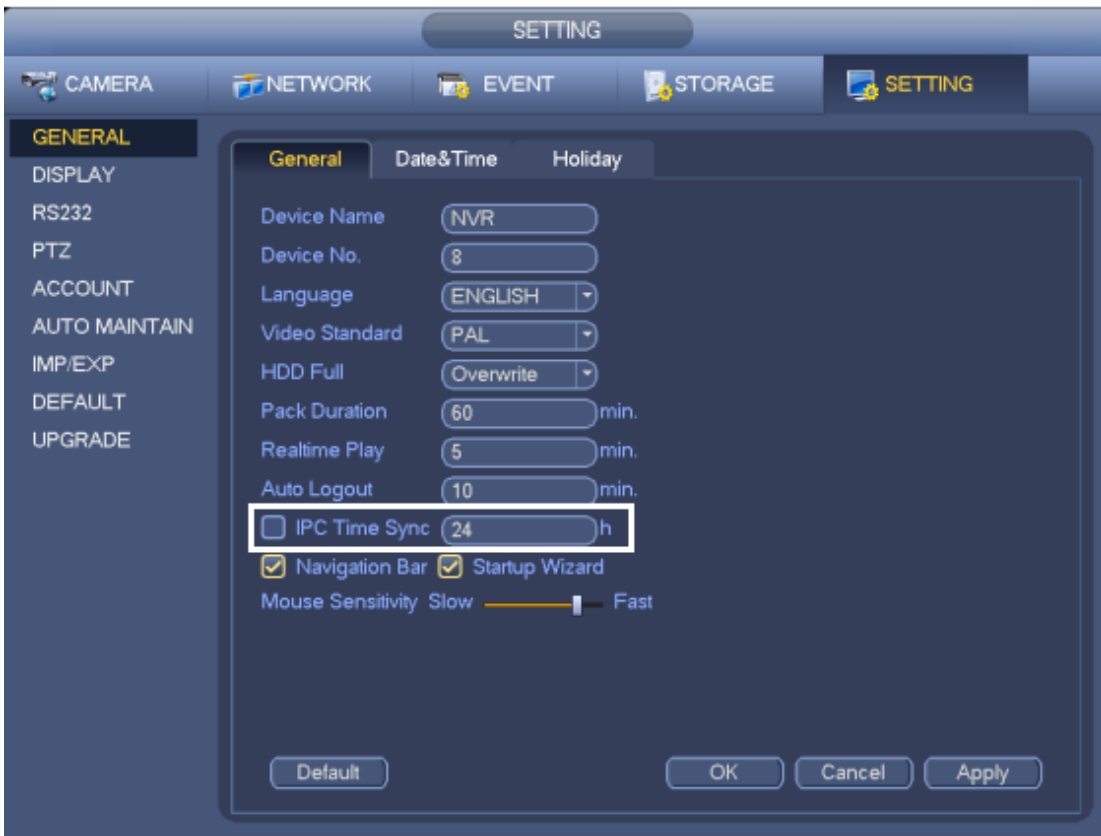 SETTING
CAMERA NETWORK EVENT STORAGE SETTING
GENERAL
DISPLAY
RS232
PTZ
ACCOUNT
AUTO MAINTAIN
IMP/EXP
DEFAULT
UPGRADE
General Date&Time Holiday
Device Name NVR
Device No. 8
Language ENGLISH
Video Standard PAL
HDD Full Overwrite
Pack Duration 60 min.
Realtime Play 5 min.
Auto Logout 10 min.
IPC Time Sync 24 h
Navigation Bar Startup Wizard
Mouse Sensitivity Slow Fast
Default OK Cancel Apply